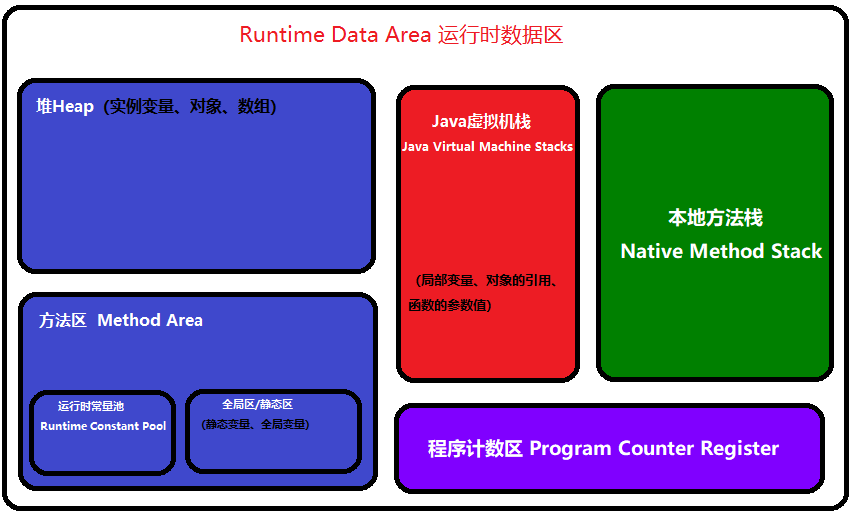 Runtime Data Area 运行时数据区
堆Heap（实例变量、对象、数组）
Java虚拟机栈
Java Virtual Machine Stacks
（局部变量、对象的引用、
函数的参数值）
本地方法栈
Native Method Stack
方法区 Method Area
运行时常量池
Runtime Constant Pool
全局区/静态区
（静态变量、全局变量）
程序计数区 Program Counter Register